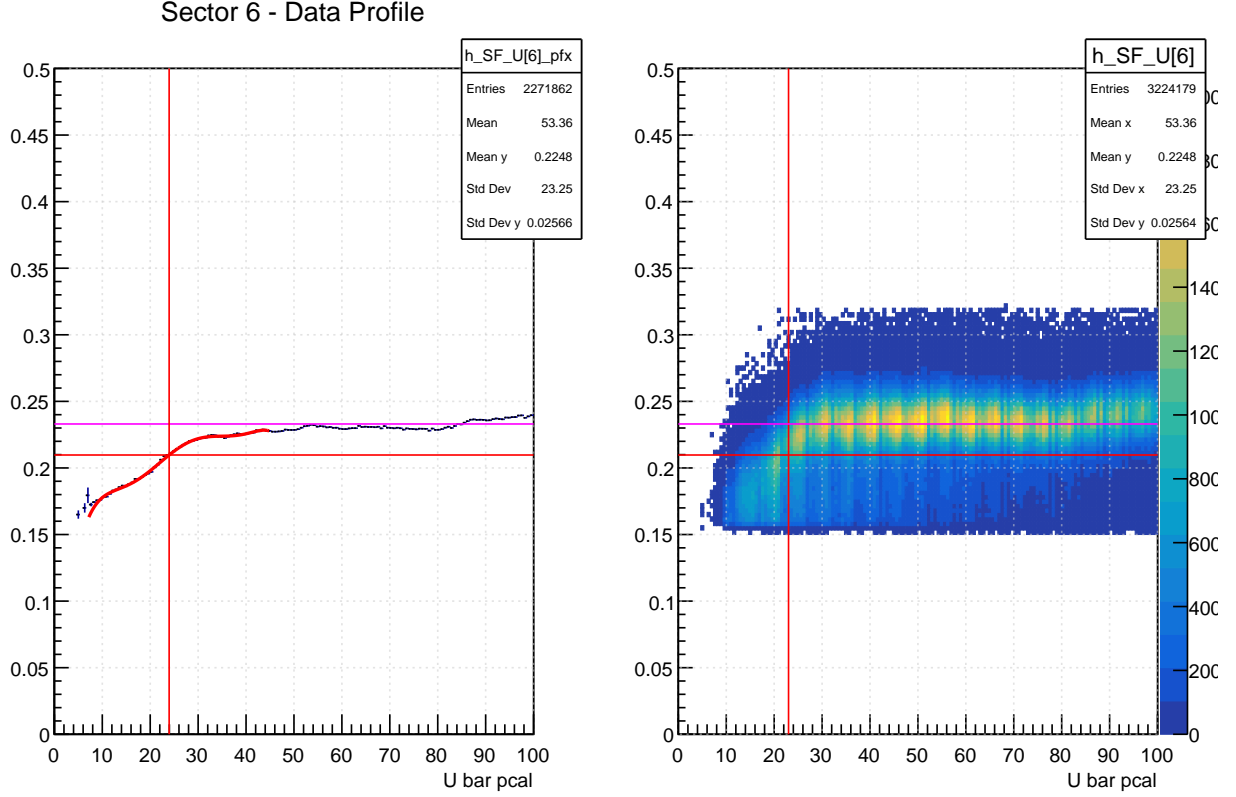 Sector 6 - Data Profile
h_SF_U[6]_pfx
Entries 2271862
Mean 53.36
Mean y 0.2248
Std Dev 23.25
Std Dev y 0.02566
0.5
0.45
0.4
0.35
0.3
0.25
0.2
0.15
0.1
0.05
0
0 10 20 30 40 50 60 70 80 90 100
U bar pcal
h_SF_U[6]
Entries 3224179
Mean x 53.36
Mean y 0.2248
Std Dev x 23.25
Std Dev y 0.02564
0.5
0.45
0.4
0.35
0.3
0.25
0.2
0.15
0.1
0.05
0
0 10 20 30 40 50 60 70 80 90 100
U bar pcal
140
120
100
800
600
400
200
0